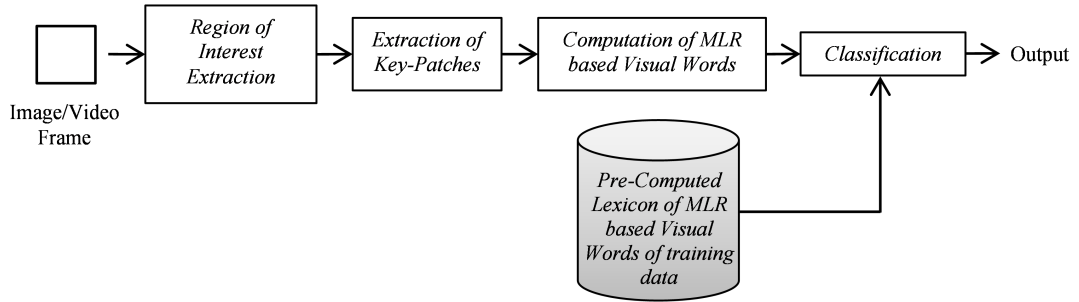 Image/Video
Frame
Region of
Interest
Extraction
Extraction of
Key-Patches
Computation of MLR
based Visual Words
Classification
Output
Pre-Computed
Lexicon of MLR
based Visual
Words of training
data